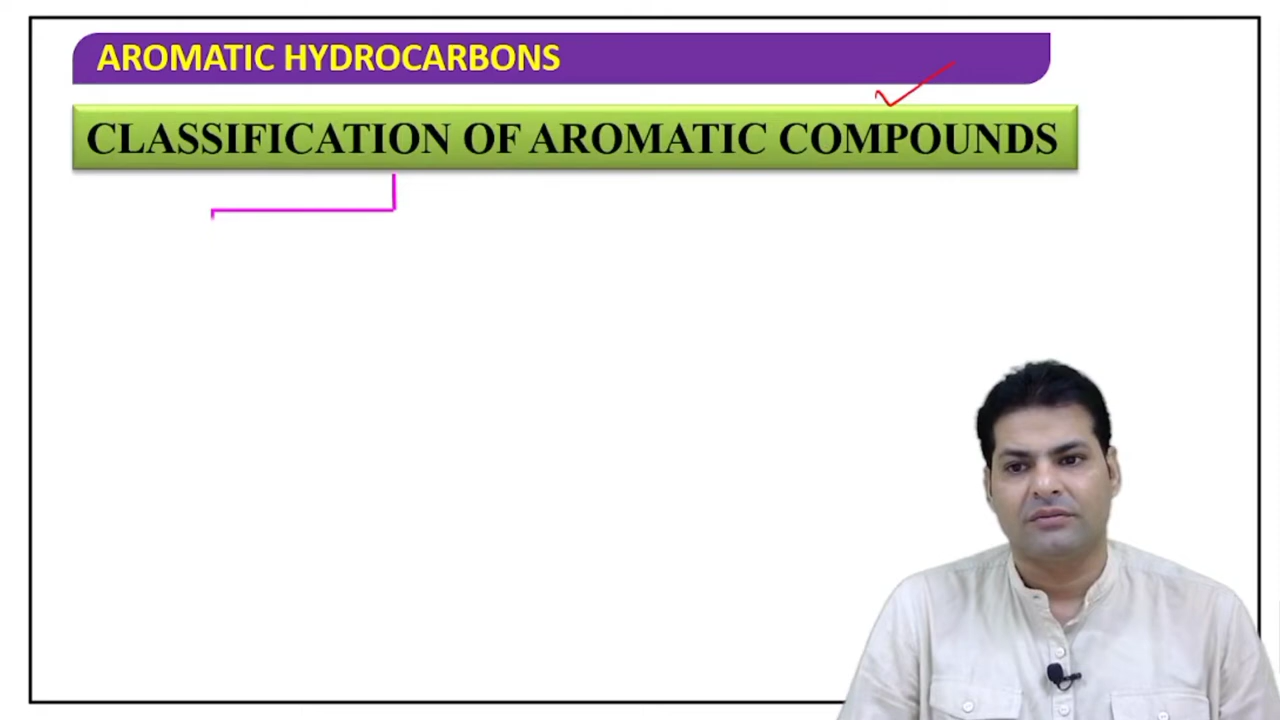 AROMATIC HYDROCARBONS
CLASSIFICATION OF AROMATIC COMPOUNDS